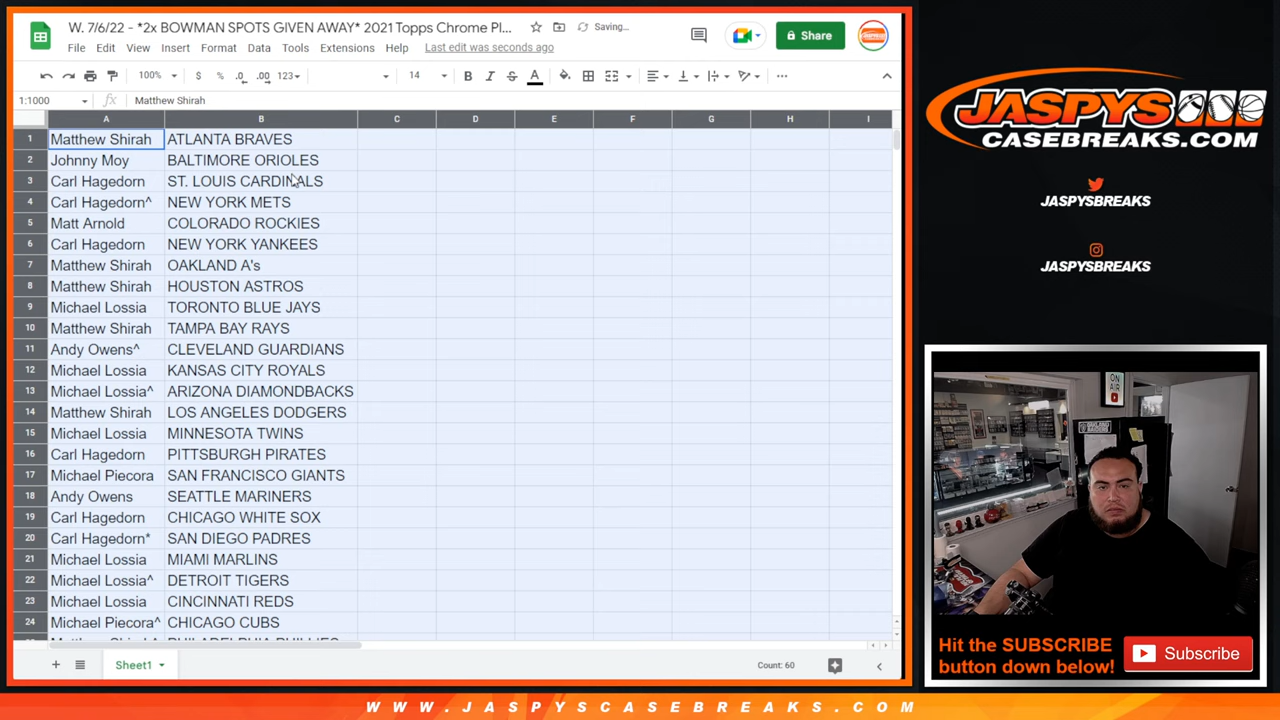 W. 7/6/22 - *2x BOWMAN SPOTS GIVEN AWAY* 2021 Topps Chrome Pl...
Saving...
Share
File Edit View Insert Format Data Tools Extensions Help Last edit was seconds ago
100% $ % .0 .00 123 14 B I S A
1:1000 fx Matthew Shirah
A B C D E F G H I
1 Matthew Shirah ATLANTA BRAVES
2 Johnny Moy BALTIMORE ORIOLES
3 Carl Hagedorn ST. LOUIS CARDINALS
4 Carl Hagedorn^ NEW YORK METS
5 Matt Arnold COLORADO ROCKIES
6 Carl Hagedorn NEW YORK YANKEES
7 Matthew Shirah OAKLAND A's
8 Matthew Shirah HOUSTON ASTROS
9 Michael Lossia TORONTO BLUE JAYS
10 Matthew Shirah TAMPA BAY RAYS
11 Andy Owens^ CLEVELAND GUARDIANS
12 Michael Lossia KANSAS CITY ROYALS
13 Michael Lossia^ ARIZONA DIAMONDBACKS
14 Matthew Shirah LOS ANGELES DODGERS
15 Michael Lossia MINNESOTA TWINS
16 Carl Hagedorn PITTSBURGH PIRATES
17 Michael Piecora SAN FRANCISCO GIANTS
18 Andy Owens SEATTLE MARINERS
19 Carl Hagedorn CHICAGO WHITE SOX
20 Carl Hagedorn* SAN DIEGO PADRES
21 Michael Lossia MIAMI MARLINS
22 Michael Lossia^ DETROIT TIGERS
23 Michael Lossia CINCINNATI REDS
24 Michael Piecora^ CHICAGO CUBS
PHILADELPHIA PHILLIES
Sheet1
Count: 60
JASPYS
CASEBREAKS.COM
JASPYSBREAKS
JASPYSBREAKS
ON AIR
Hit the SUBSCRIBE
button down below!
Subscribe
WWW.JASPYSCASEBREAKS.COM